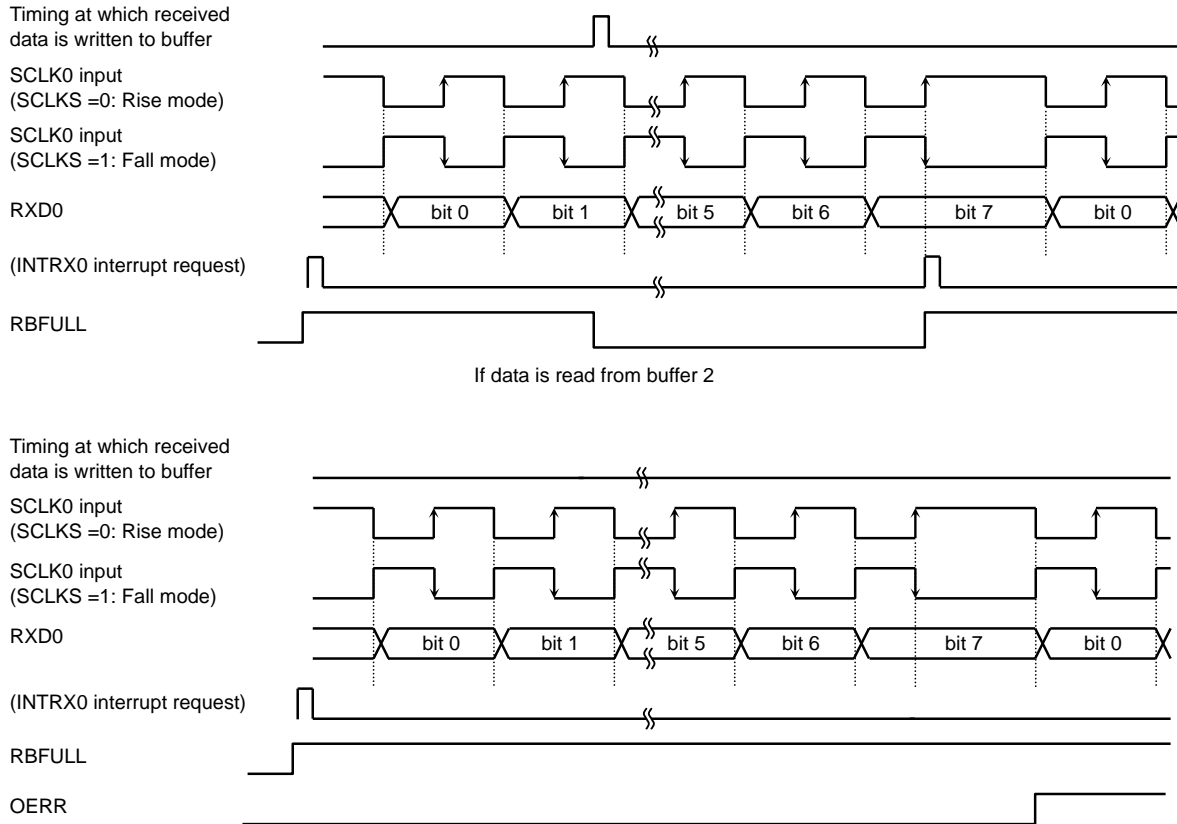 Timing at which received
data is written to buffer
SCLK0 input
(SCLKS =0: Rise mode)
SCLK0 input
(SCLKS =1: Fall mode)
RXD0
bit 0
bit 1
bit 5
bit 6
bit 7
bit 0
(INTRX0 interrupt request)
RBFULL
If data is read from buffer 2
Timing at which received
data is written to buffer
SCLK0 input
(SCLKS =0: Rise mode)
SCLK0 input
(SCLKS =1: Fall mode)
RXD0
bit 0
bit 1
bit 5
bit 6
bit 7
bit 0
(INTRX0 interrupt request)
RBFULL
OERR